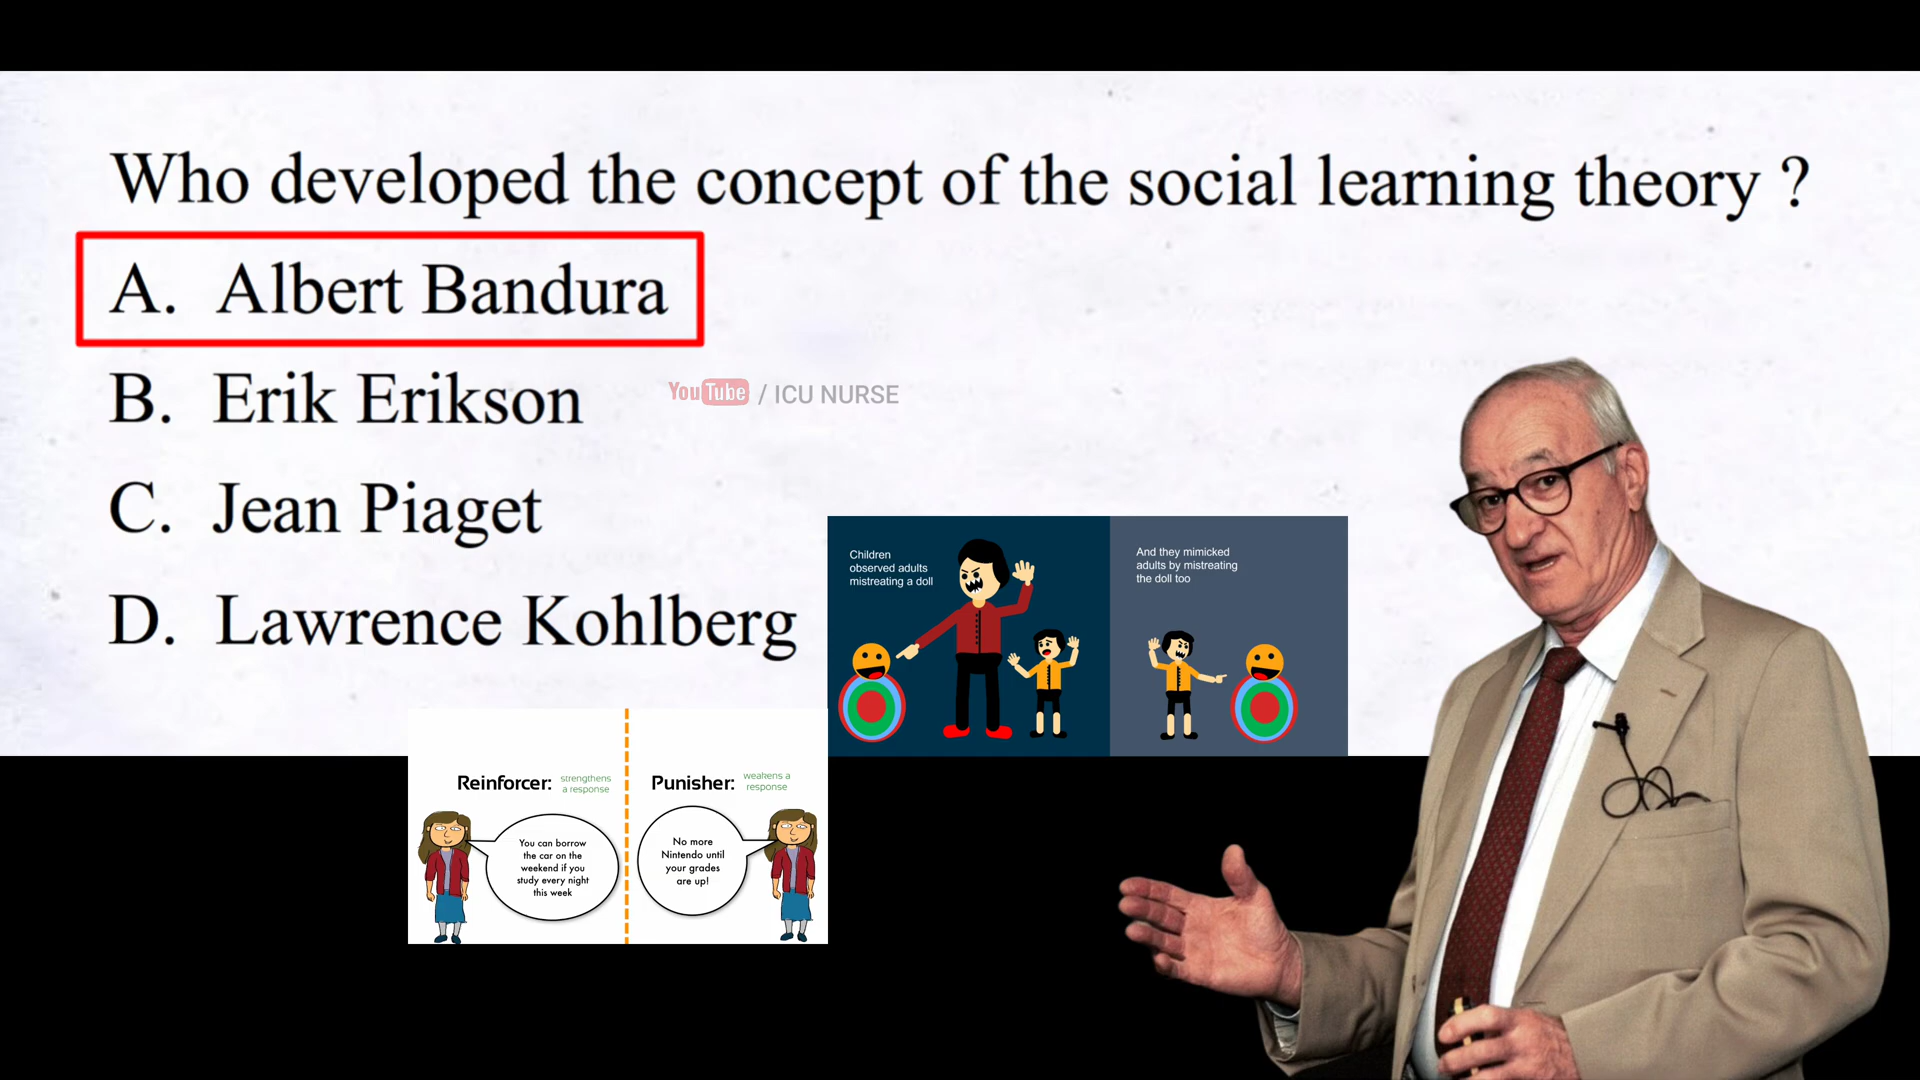 Who developed the concept of the social learning theory ?
A. Albert Bandura
B. Erik Erikson
YouTube / ICU NURSE
C. Jean Piaget
D. Lawrence Kohlberg
Children
observed adults
mistreating a doll
And they mimicked
adults by mistreating
the doll too
Reinforcer: strengthens
a response
You can borrow
the car on the
weekend if you
study every night
this week
Punisher: weakens a
response
No more
Nintendo until
your grades
are up!